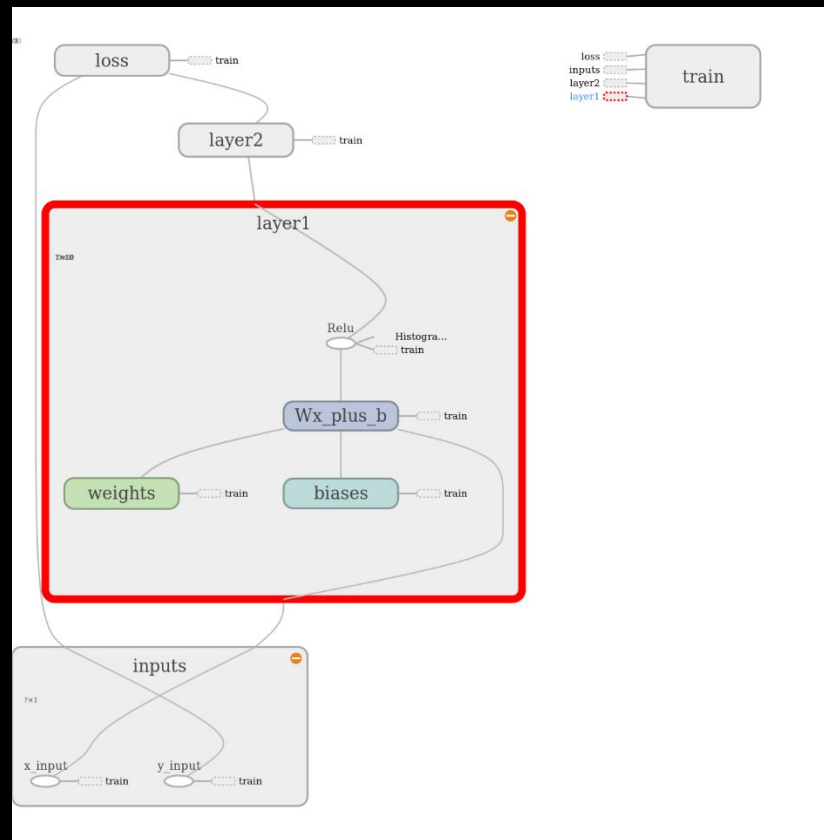 loss
train
layer2
train
layer1
Relu
Histogra...
train
Wx_plus_b
train
weights
train
biases
train
inputs
?×1
x_input
train
y_input
train
loss
inputs
layer2
layer1
train